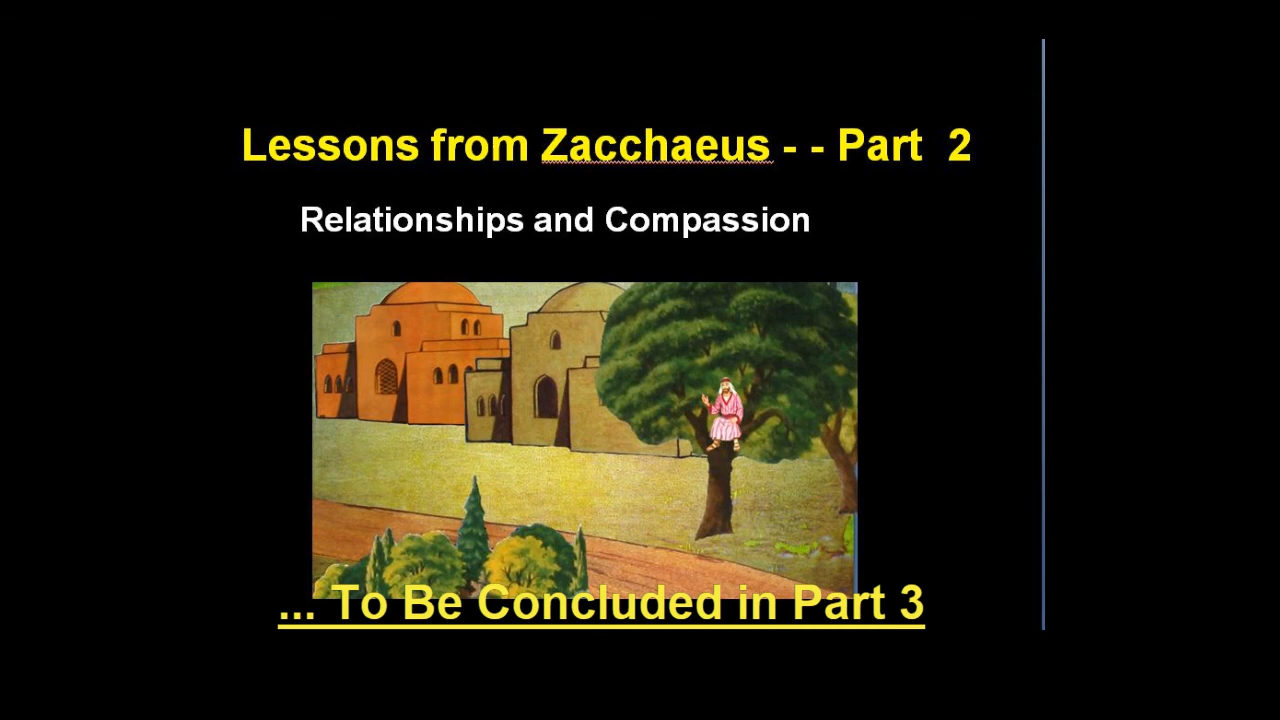 Lessons from Zacchaeus - - Part  2
Relationships and Compassion
... To Be Concluded in Part 3